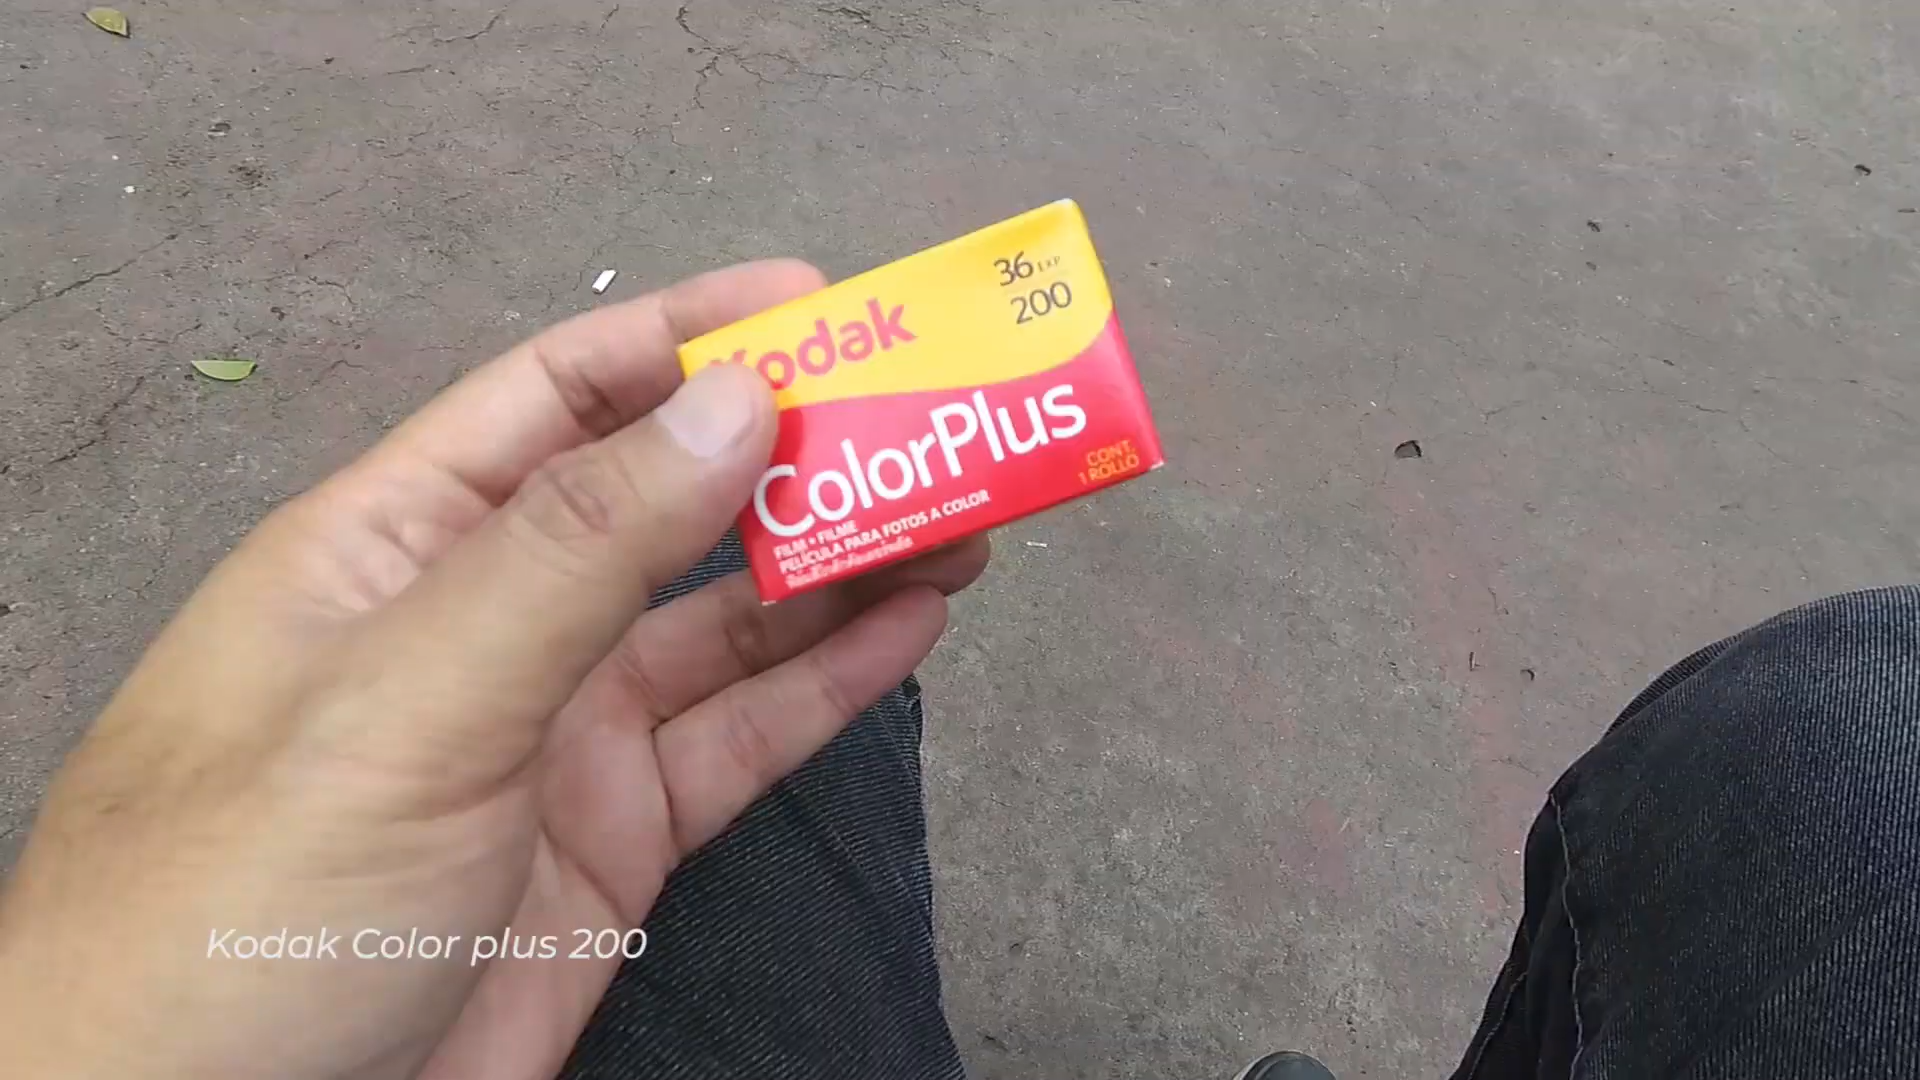 Kodak
36 EXP
200
ColorPlus
CONT.
1 ROLLO
FILM • FILME
PELÍCULA PARA FOTOS A COLOR
Kodak Color plus 200